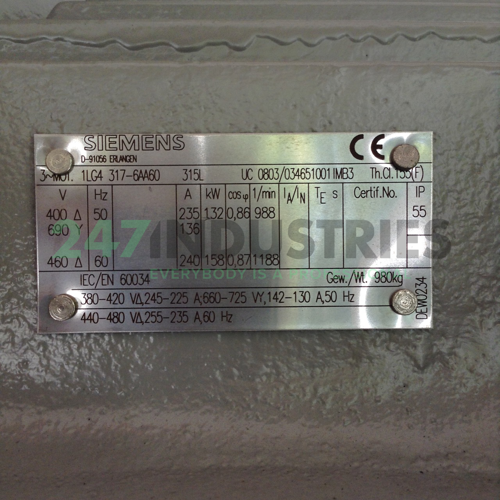 SIEMENS
D-91056 ERLANGEN
CE
3~Mot. 1LG4 317-6AA60 315L UC 0803/034651001 IMB3 Th.Cl.155(F)
V Hz A kW cosφ 1/min IA/IN TE s Certif.No. IP
400 Δ 50 235 132 0,86 988 55
690 Y 136
460 Δ 60 240 158 0,87 1188
247INDUSTRIES
EVERYBODY IS AN
IEC/EN 60034 Gew./Wt. 980kg
380-420 VΔ,245-225 A;660-725 VY,142-130 A,50 Hz
440-480 VΔ,255-235 A,60 Hz
DEW0234